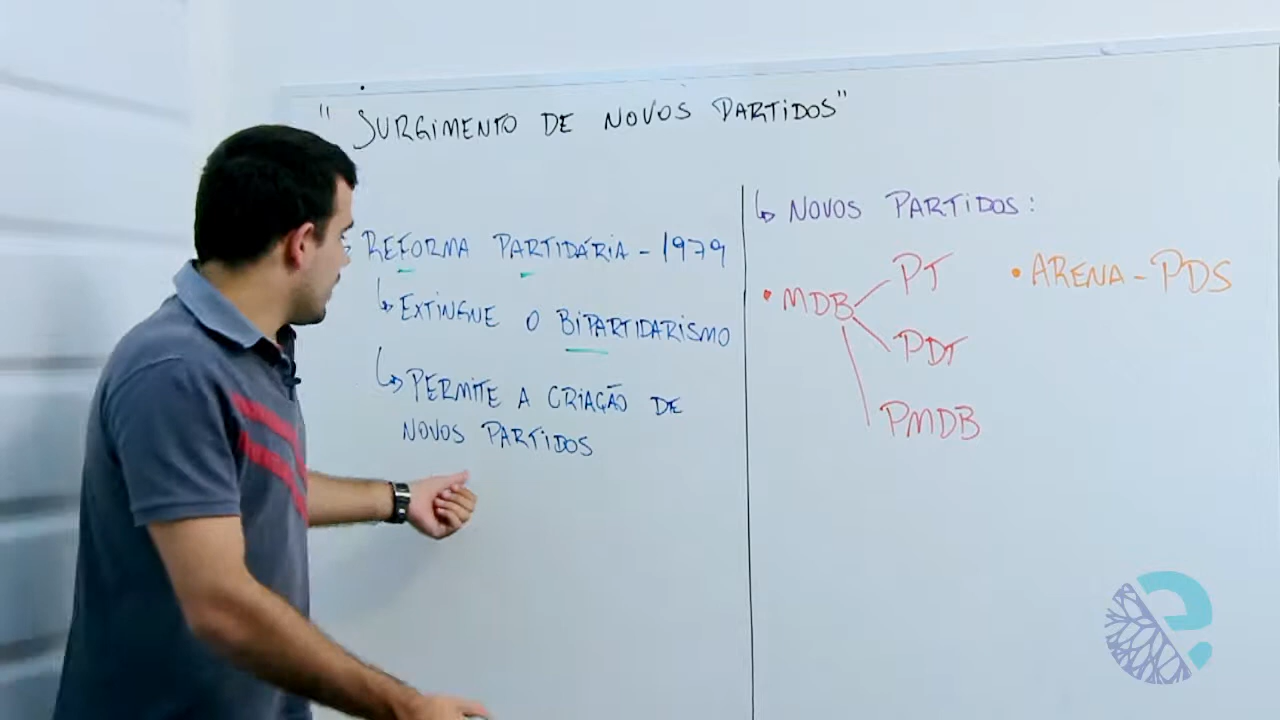 "SURGIMENTO DE NOVOS PARTIDOS"
REFORMA PARTIDÁRIA - 1979
↳ EXTINGUE O BIPARTIDARISMO
↳ PERMITE A CRIAÇÃO DE
NOVOS PARTIDOS
↳ NOVOS PARTIDOS:
• MDB
PT
PDT
PMDB
• ARENA - PDS